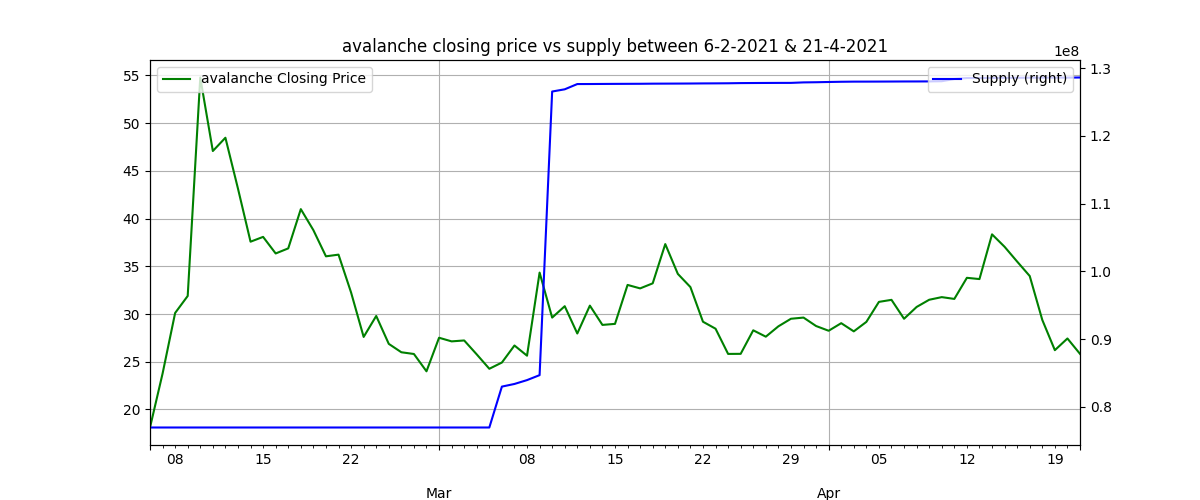 avalanche closing price vs supply between 6-2-2021 & 21-4-2021
1e8
avalanche Closing Price
Supply (right)
55
50
45
40
35
30
25
20
1.3
1.2
1.1
1.0
0.9
0.8
08 15 22 08 15 22 29 05 12 19
Mar Apr